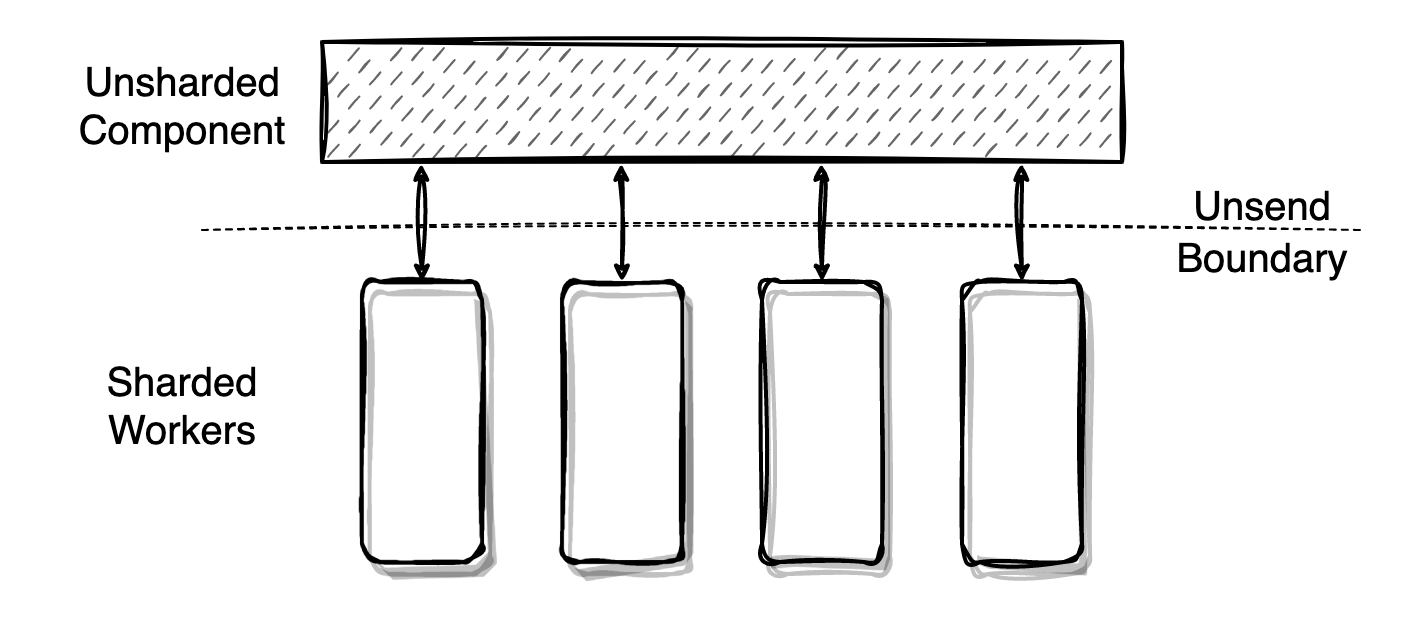 Unsharded
Component
Unsend
Boundary
Sharded
Workers